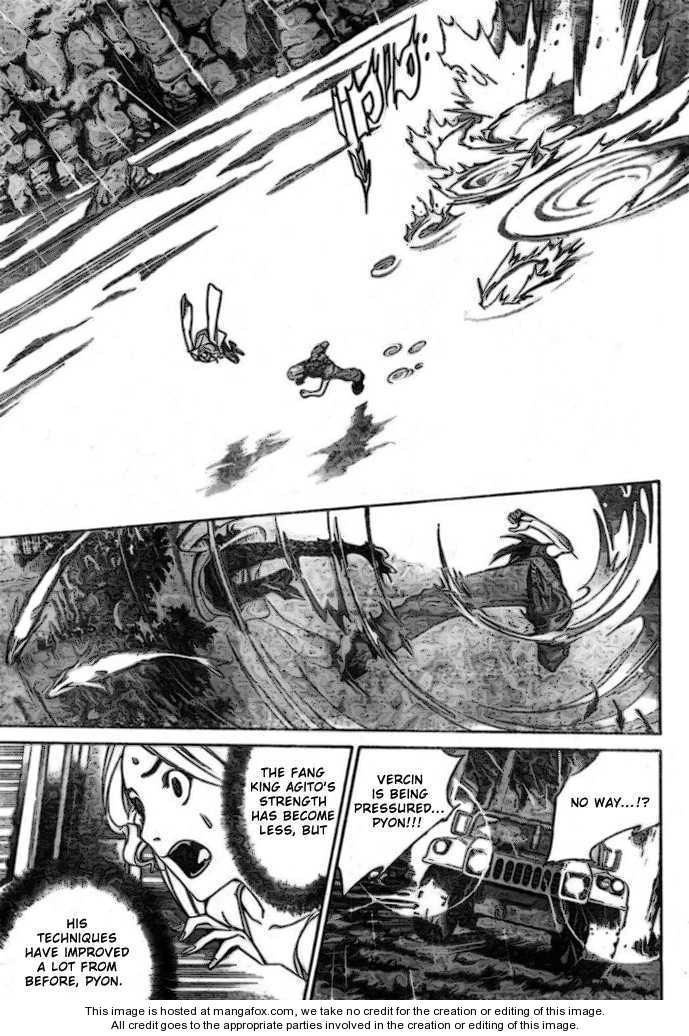 NO WAY...!?
VERCIN
IS BEING
PRESSURED...
PYON!!!
THE FANG
KING AGITO'S
STRENGTH
HAS BECOME
LESS, BUT
HIS
TECHNIQUES
HAVE IMPROVED
A LOT FROM
BEFORE, PYON.
This image is hosted at mangafox.com, we take no credit for the creation or editing of this image.
All credit goes to the appropriate parties involved in the creation or editing of this image.